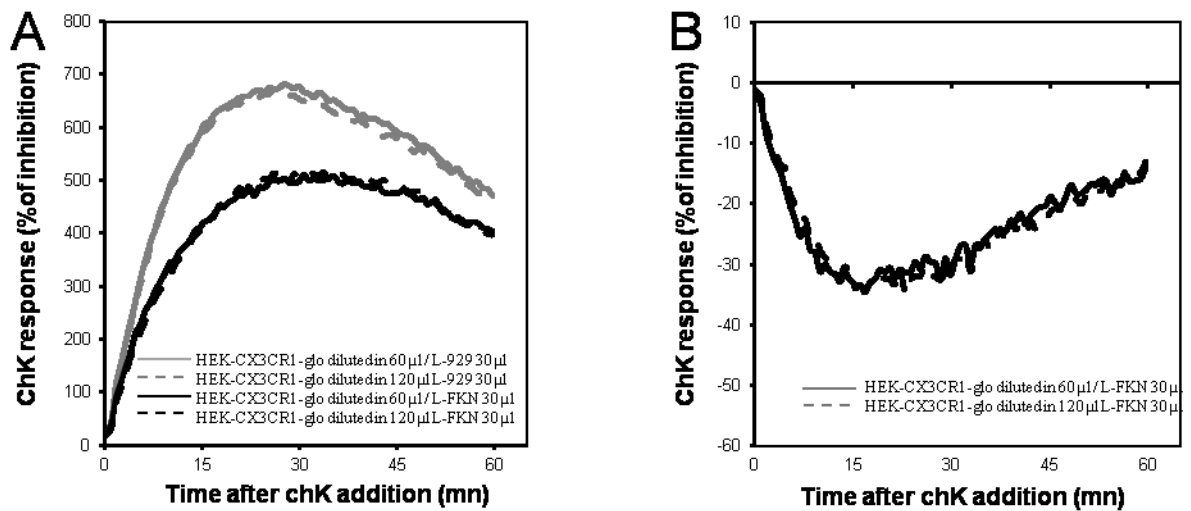 A
ChK response (% of inhibition)
800
700
600
500
400
300
200
100
0
HEK-CX3CR1-glo diluted in 60µl/L-929 30µl
HEK-CX3CR1-glo diluted in 120µl L-929 30µl
HEK-CX3CR1-glo diluted in 60µl/L-FKN 30µl
HEK-CX3CR1-glo diluted in 120µl L-FKN 30µl
0 15 30 45 60
Time after chK addition (mn)
B
ChK response (% of inhibition)
10
0
-10
-20
-30
-40
-50
-60
HEK-CX3CR1-glo diluted in 60µl/L-FKN 30µl
HEK-CX3CR1-glo diluted in 120µl L-FKN 30µl
0 15 30 45 60
Time after chK addition (mn)